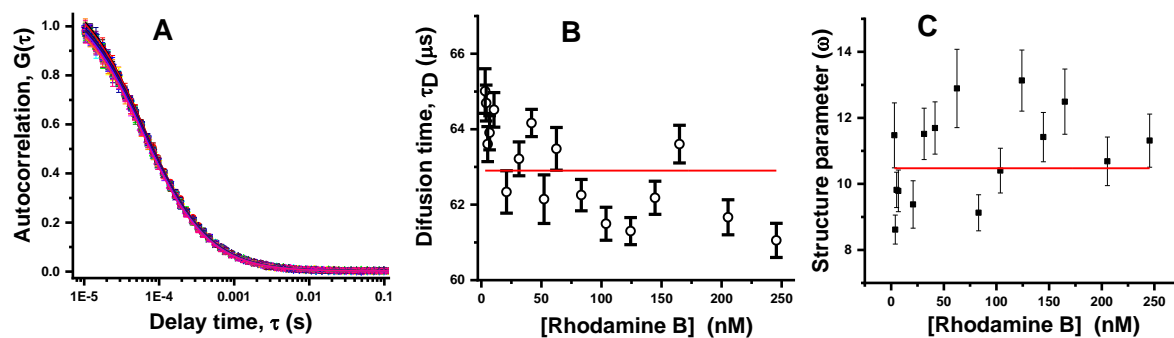 A
Autocorrelation, G(τ)
1.0
0.8
0.6
0.4
0.2
0.0
1E-5
1E-4
0.001
0.01
0.1
Delay time, τ (s)
B
Difusion time, τD (µs)
66
64
62
60
0
50
100
150
200
250
[Rhodamine B] (nM)
C
Structure parameter (ω)
14
12
10
8
0
50
100
150
200
250
[Rhodamine B] (nM)